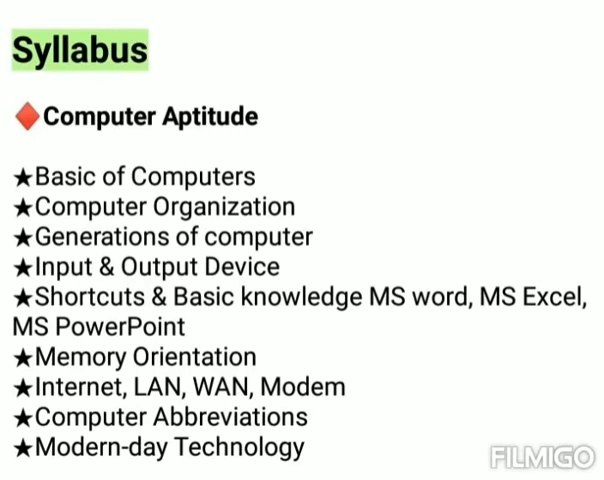 Syllabus
♦Computer Aptitude
★Basic of Computers
★Computer Organization
★Generations of computer
★Input & Output Device
★Shortcuts & Basic knowledge MS word, MS Excel,
MS PowerPoint
★Memory Orientation
★Internet, LAN, WAN, Modem
★Computer Abbreviations
★Modern-day Technology
FILMIGO